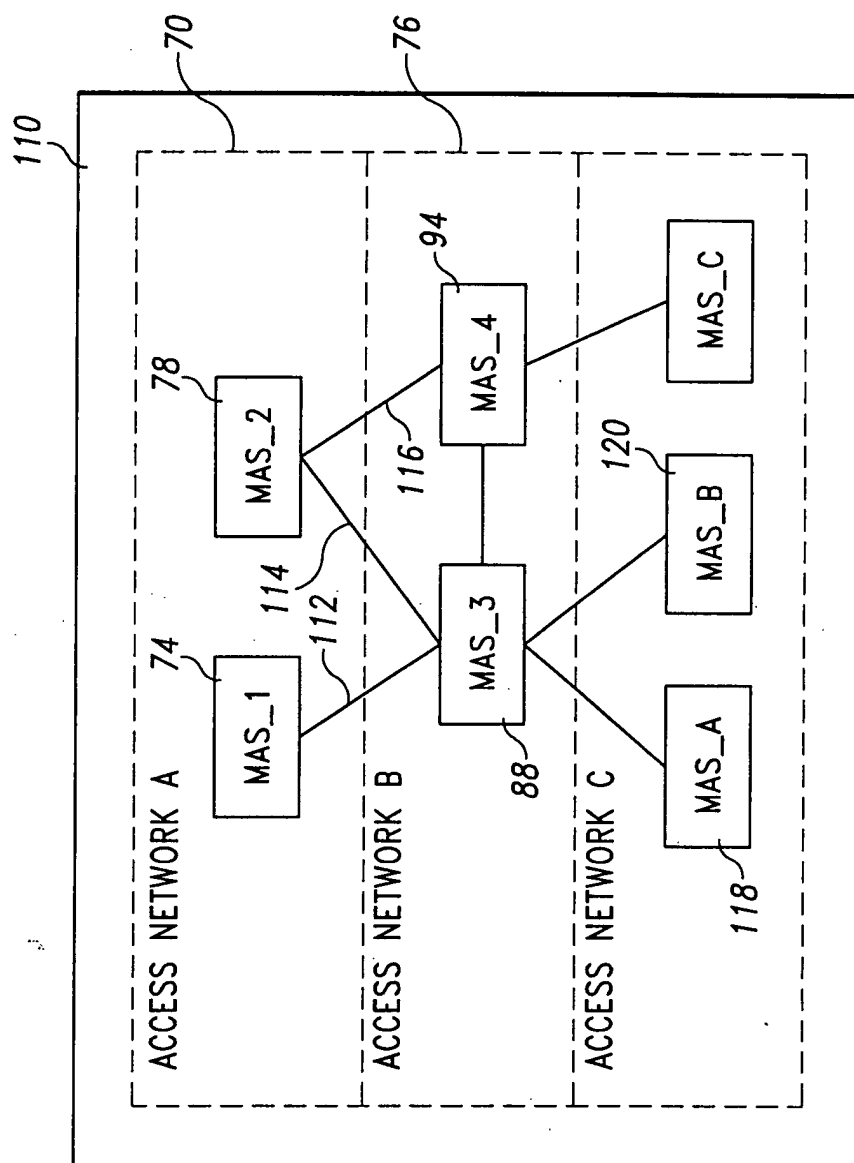 110
70
ACCESS NETWORK A
74
MAS_1
78
MAS_2
112
114
116
76
ACCESS NETWORK B
88
MAS_3
94
MAS_4
ACCESS NETWORK C
118
MAS_A
120
MAS_B
MAS_C